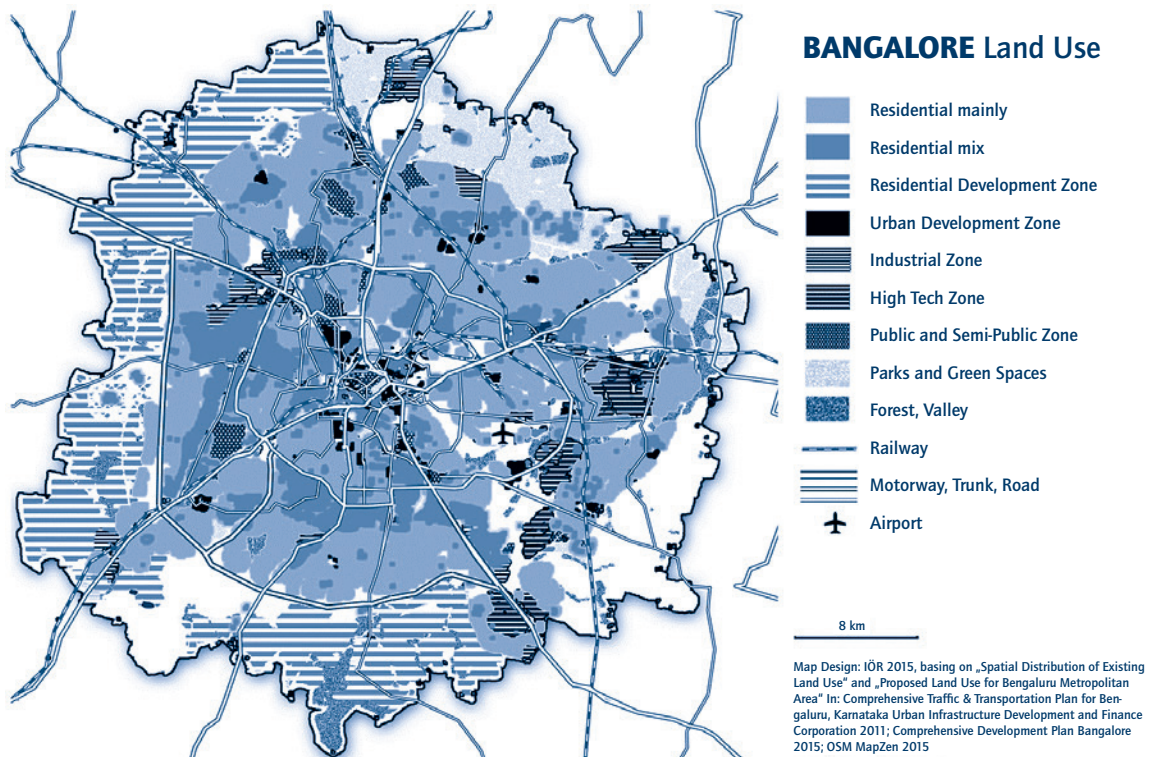 BANGALORE Land Use
Residential mainly
Residential mix
Residential Development Zone
Urban Development Zone
Industrial Zone
High Tech Zone
Public and Semi-Public Zone
Parks and Green Spaces
Forest, Valley
Railway
Motorway, Trunk, Road
Airport
8 km
Map Design: IÖR 2015, basing on „Spatial Distribution of Existing
Land Use“ and „Proposed Land Use for Bengaluru Metropolitan
Area“ In: Comprehensive Traffic & Transportation Plan for Ben-
galuru, Karnataka Urban Infrastructure Development and Finance
Corporation 2011; Comprehensive Development Plan Bangalore
2015; OSM MapZen 2015